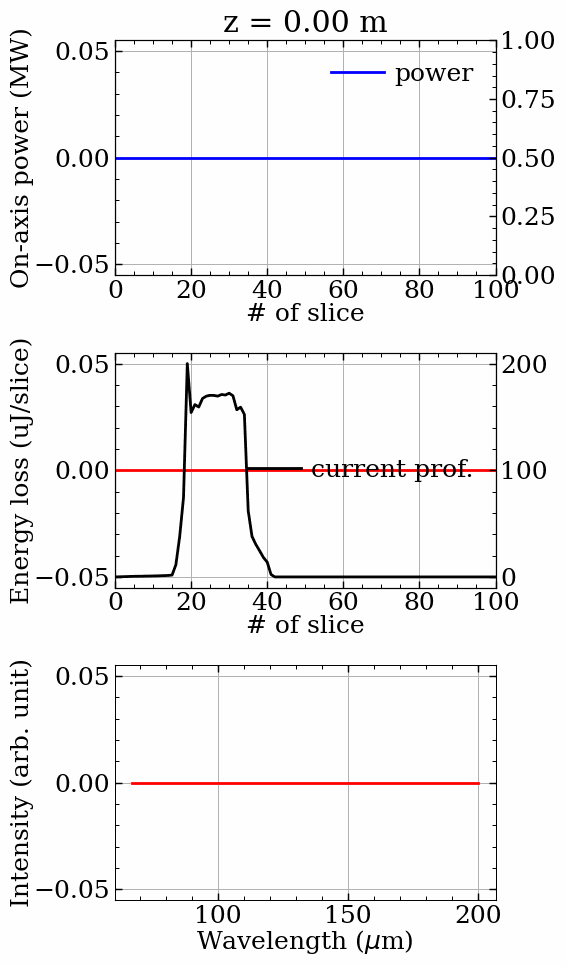 z = 0.00 m
On-axis power (MW)
0.05
0.00
−0.05
power
1.00
0.75
0.50
0.25
0.00
0 20 40 60 80 100
# of slice
Energy loss (uJ/slice)
0.05
0.00
−0.05
current prof.
200
100
0
0 20 40 60 80 100
# of slice
Intensity (arb. unit)
0.05
0.00
−0.05
100 150 200
Wavelength (μm)